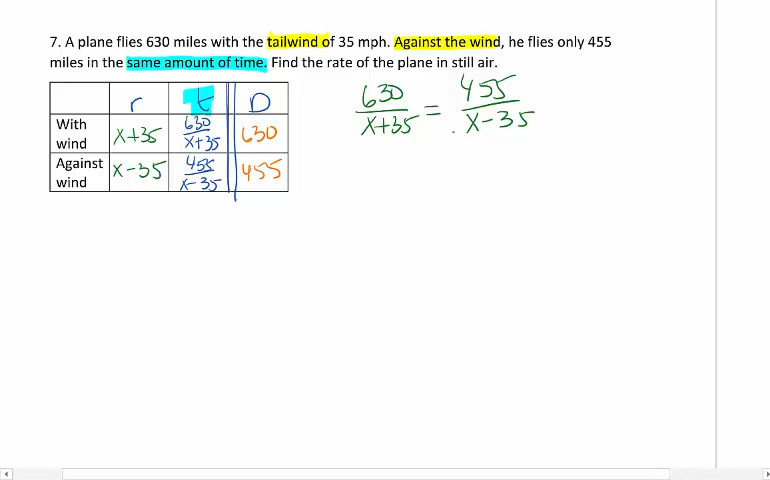 7. A plane flies 630 miles with the tailwind of 35 mph. Against the wind, he flies only 455
miles in the same amount of time. Find the rate of the plane in still air.
r t D
With wind x+35 630/x+35 630
Against wind x-35 455/x-35 455
630/x+35 = 455/x-35